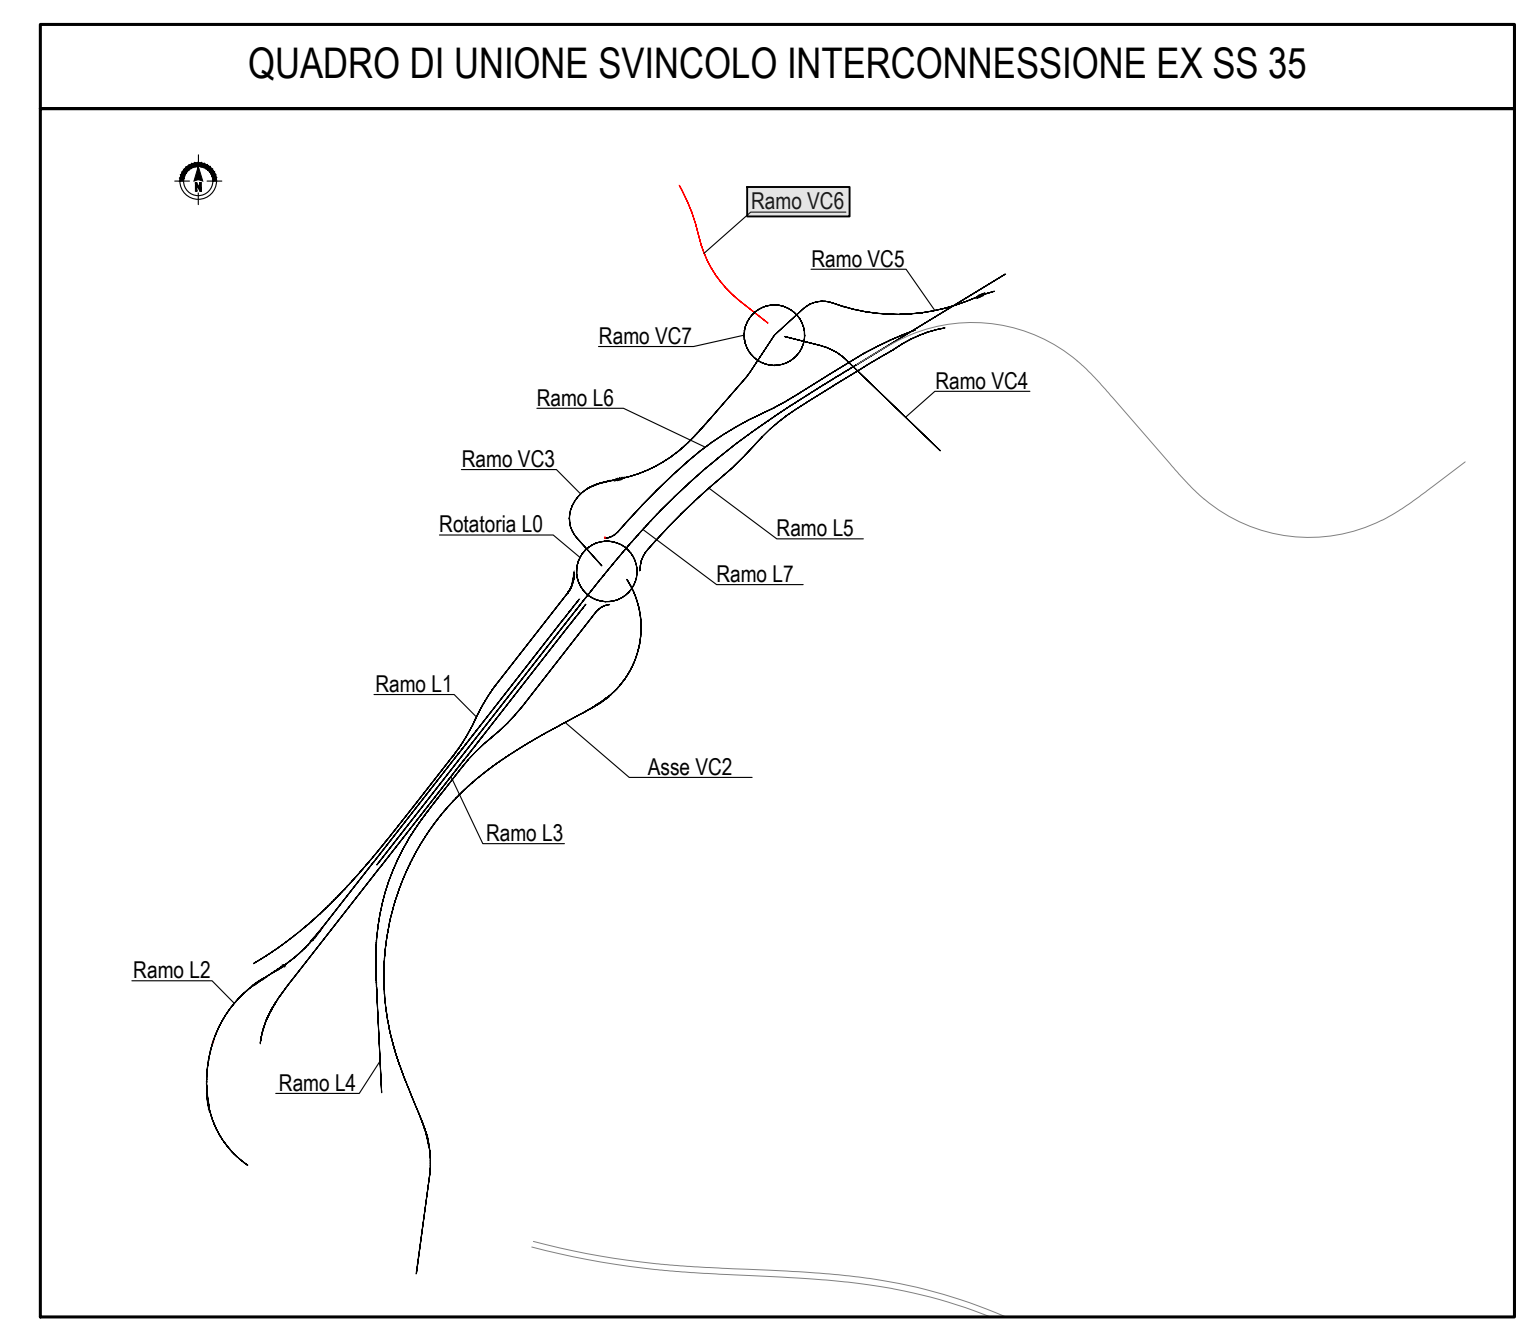 QUADRO DI UNIONE SVINCOLO INTERCONNESSIONE EX SS 35
N
Ramo VC6
Ramo VC5
Ramo VC7
Ramo VC4
Ramo L6
Ramo VC3
Rotatoria L0
Ramo L5
Ramo L7
Ramo L1
Asse VC2
Ramo L3
Ramo L2
Ramo L4